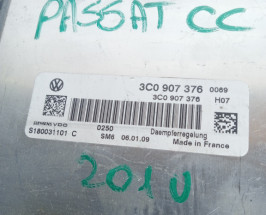 PASSAT CC
3C0 907 376 0089
3C0 907 376 H07
SIEMENS VDO 0250 Daempferregelung
S180031101 C SM6 06.01.09 Made in France